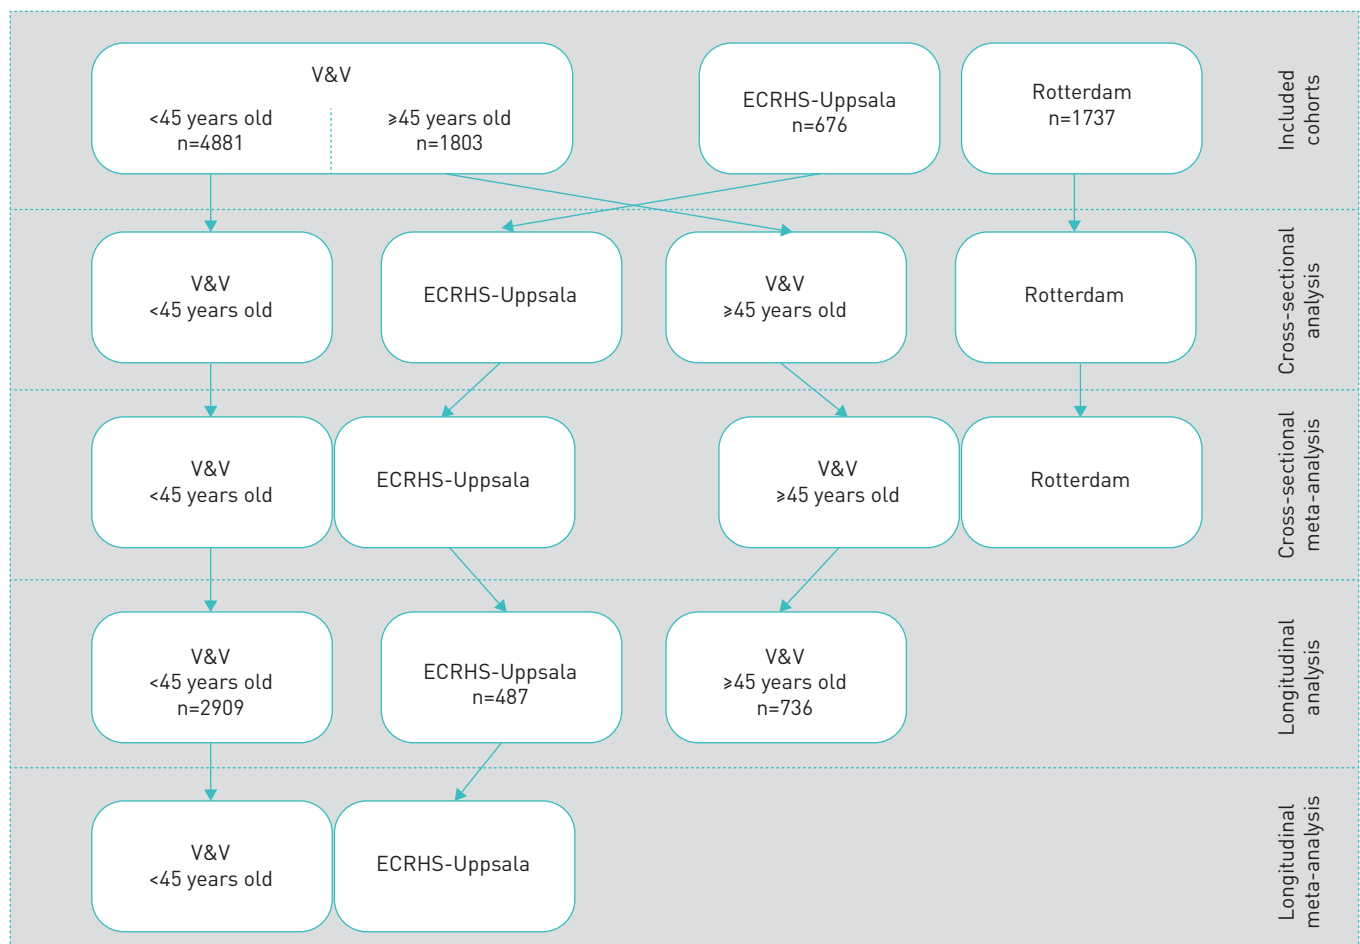 V&V
<45 years old
n=4881
≥45 years old
n=1803
ECRHS-Uppsala
n=676
Rotterdam
n=1737
Included
cohorts
V&V
<45 years old
ECRHS-Uppsala
V&V
≥45 years old
Rotterdam
Cross-sectional
analysis
V&V
<45 years old
ECRHS-Uppsala
V&V
≥45 years old
Rotterdam
Cross-sectional
meta-analysis
V&V
<45 years old
n=2909
ECRHS-Uppsala
n=487
V&V
≥45 years old
n=736
Longitudinal
analysis
V&V
<45 years old
ECRHS-Uppsala
Longitudinal
meta-analysis